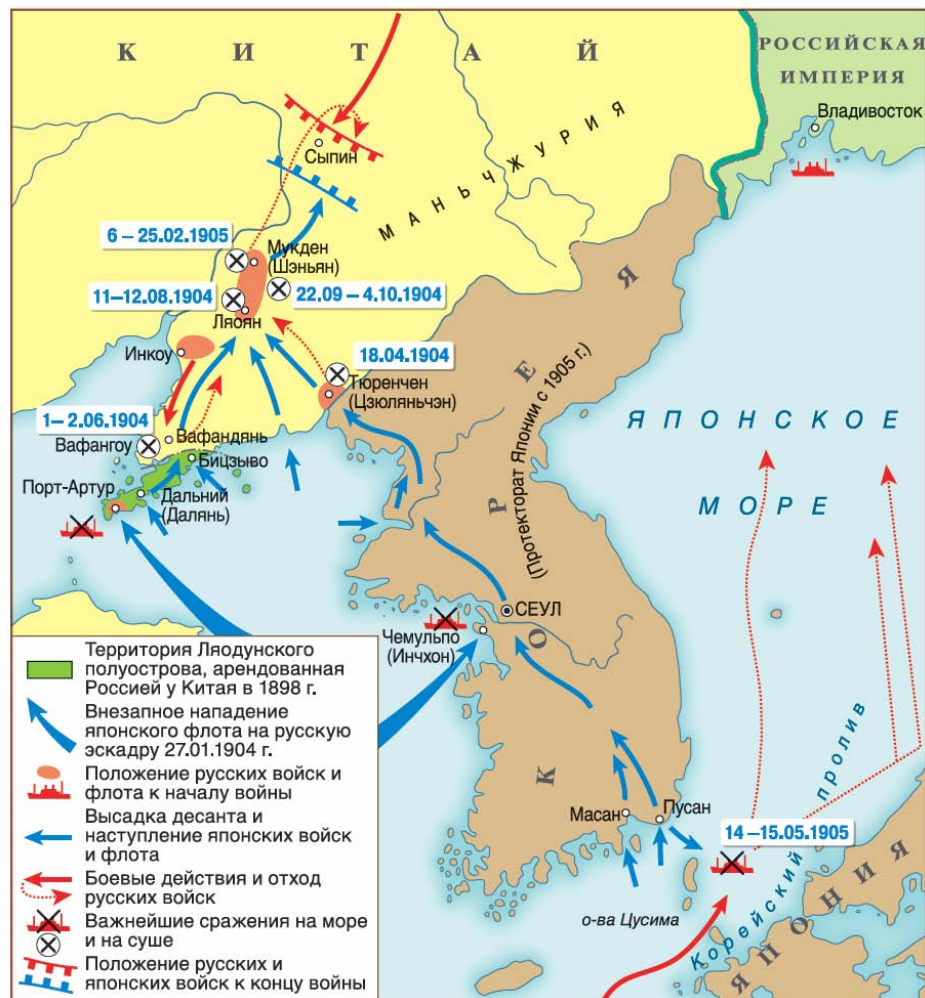 КИТАЙ
РОССИЙСКАЯ
ИМПЕРИЯ
Владивосток
Сыпин
МАНЬЧЖУРИЯ
6 – 25.02.1905
Мукден
(Шэньян)
11–12.08.1904
22.09 – 4.10.1904
Ляоян
Инкоу
18.04.1904
Тюренчен
(Цзюляньчэн)
1–2.06.1904
Вафангоу
Вафандянь
Бицзыво
Порт-Артур
Дальний
(Далянь)
КОРЕЯ
(Протекторат Японии с 1905 г.)
ЯПОНСКОЕ
МОРЕ
СЕУЛ
Чемульпо
(Инчхон)
Масан
Пусан
14 –15.05.1905
о-ва Цусима
Корейский пролив
ЯПОНИЯ
Территория Ляодунского
полуострова, арендованная
Россией у Китая в 1898 г.
Внезапное нападение
японского флота на русскую
эскадру 27.01.1904 г.
Положение русских войск и
флота к началу войны
Высадка десанта и
наступление японских войск
и флота
Боевые действия и отход
русских войск
Важнейшие сражения на море
и на суше
Положение русских и
японских войск к концу войны